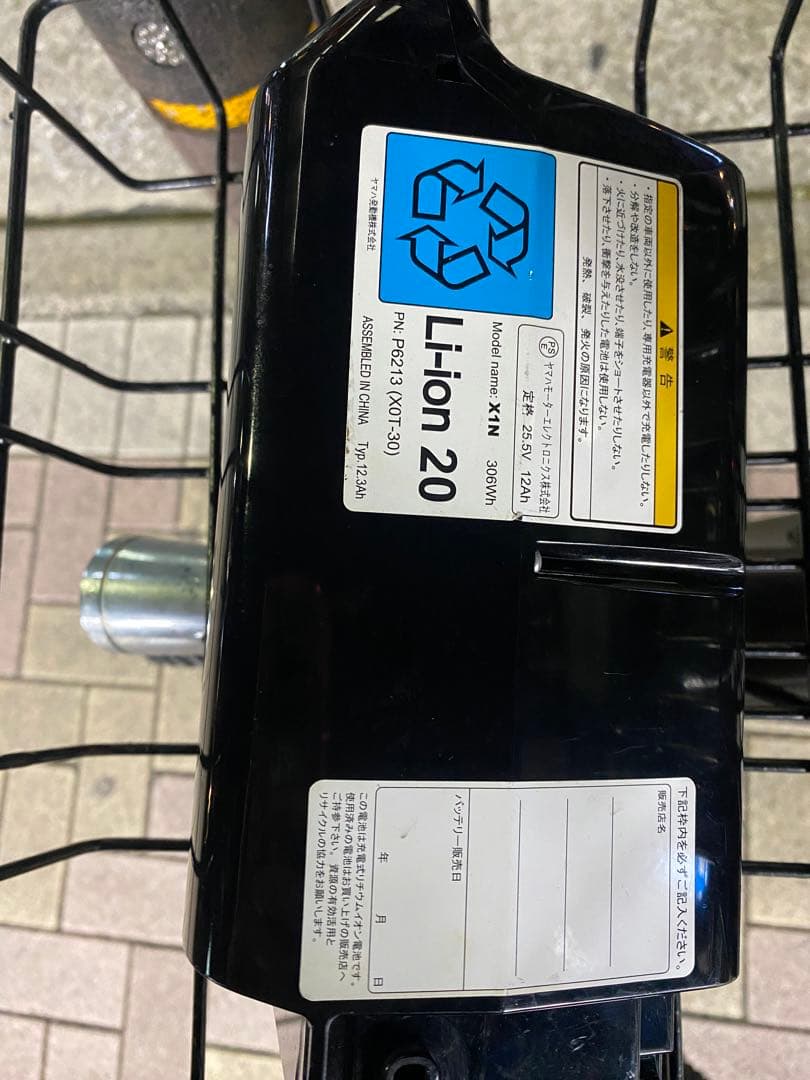 ⚠ 警告
・指定の車両以外に使用したり、専用充電器以外で充電したりしない。
・分解や改造をしない。
・火に近づけたり、水没させたり、端子をショートさせたりしない。
・落下させたり、衝撃を与えたりした電池は使用しない。
発熱、破裂、発火の原因になります。
PS
E
ヤマハモーターエレクトロニクス株式会社
定格 25.5V 12Ah
Model name: X1N 306Wh
Li-ion 20
PN: P6213 (X0T-30)
ヤマハ発動機株式会社
ASSEMBLED IN CHINA Typ.12.3Ah
下記枠内を必ずご記入ください。
販売店名
バッテリー販売日
年 月 日
この電池は充電式リチウムイオン電池です。
使用済みの電池はお買い上げの販売店へ
ご持参下さい。資源の有効活用と
リサイクルの協力をお願いします。